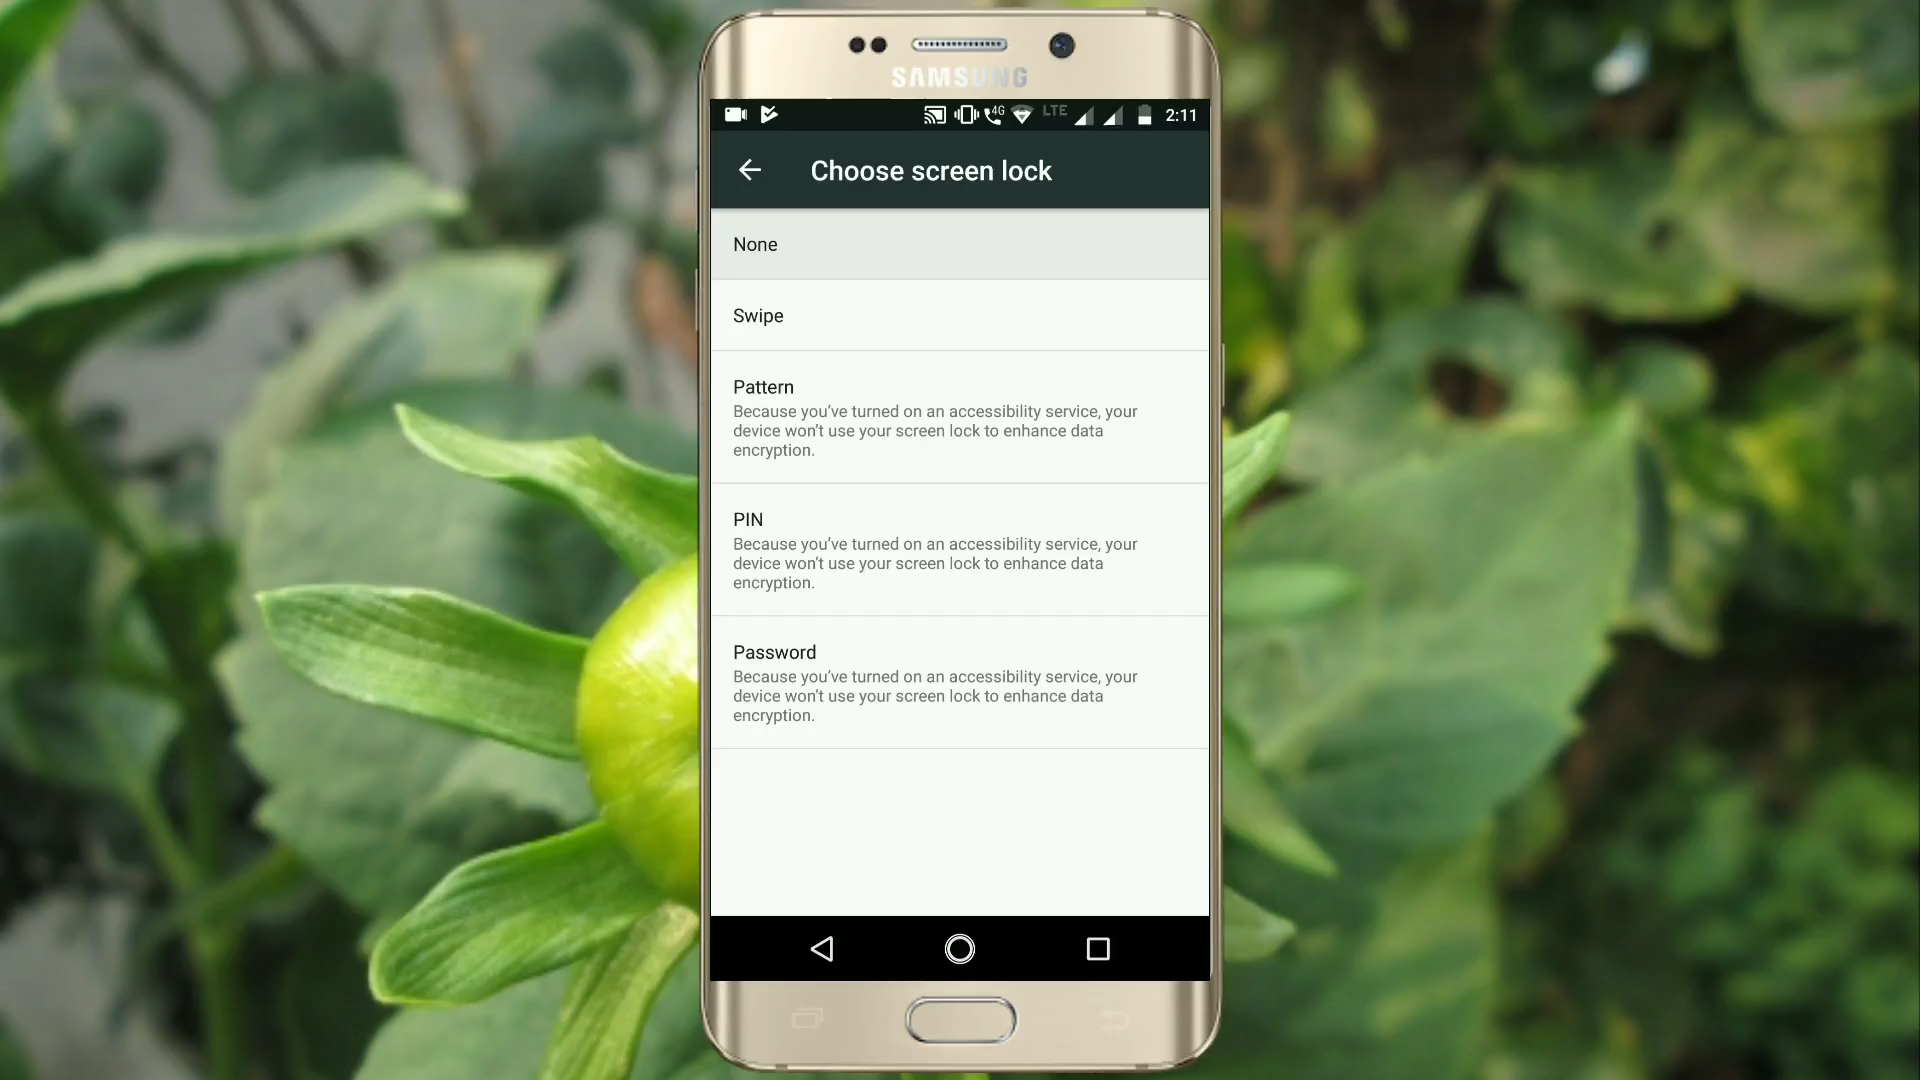 SAMSUNG
4G LTE 2:11
Choose screen lock
None
Swipe
Pattern
Because you’ve turned on an accessibility service, your
device won’t use your screen lock to enhance data
encryption.
PIN
Because you’ve turned on an accessibility service, your
device won’t use your screen lock to enhance data
encryption.
Password
Because you’ve turned on an accessibility service, your
device won’t use your screen lock to enhance data
encryption.